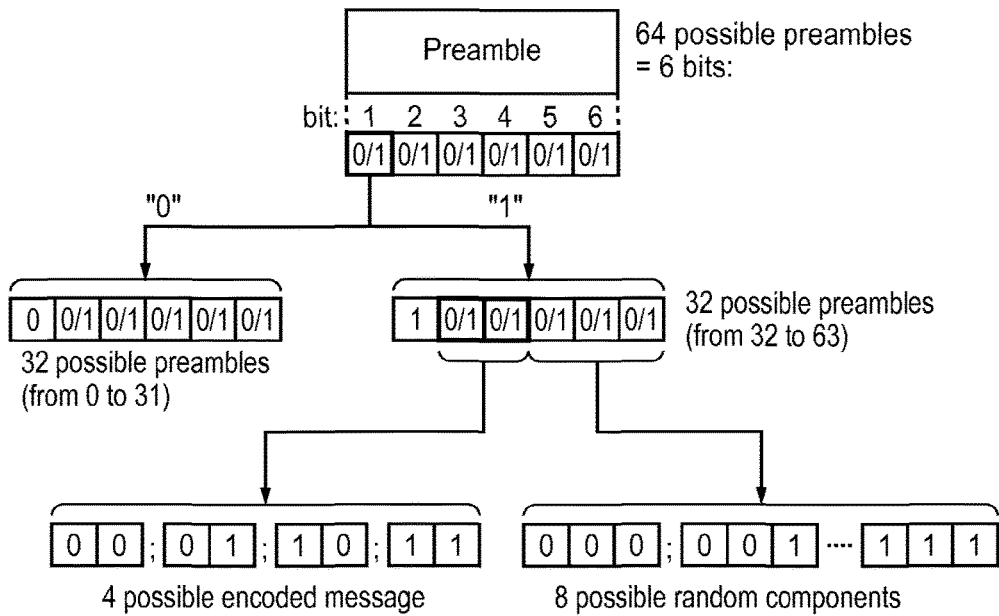 Preamble
64 possible preambles
= 6 bits:
bit: 1 2 3 4 5 6
0/1 0/1 0/1 0/1 0/1 0/1
"0" "1"
0 0/1 0/1 0/1 0/1 0/1
1 0/1 0/1 0/1 0/1 0/1
32 possible preambles
(from 32 to 63)
32 possible preambles
(from 0 to 31)
0 0 ; 0 1 ; 1 0 ; 1 1
0 0 0 ; 0 0 1 ···· 1 1 1
4 possible encoded message
8 possible random components